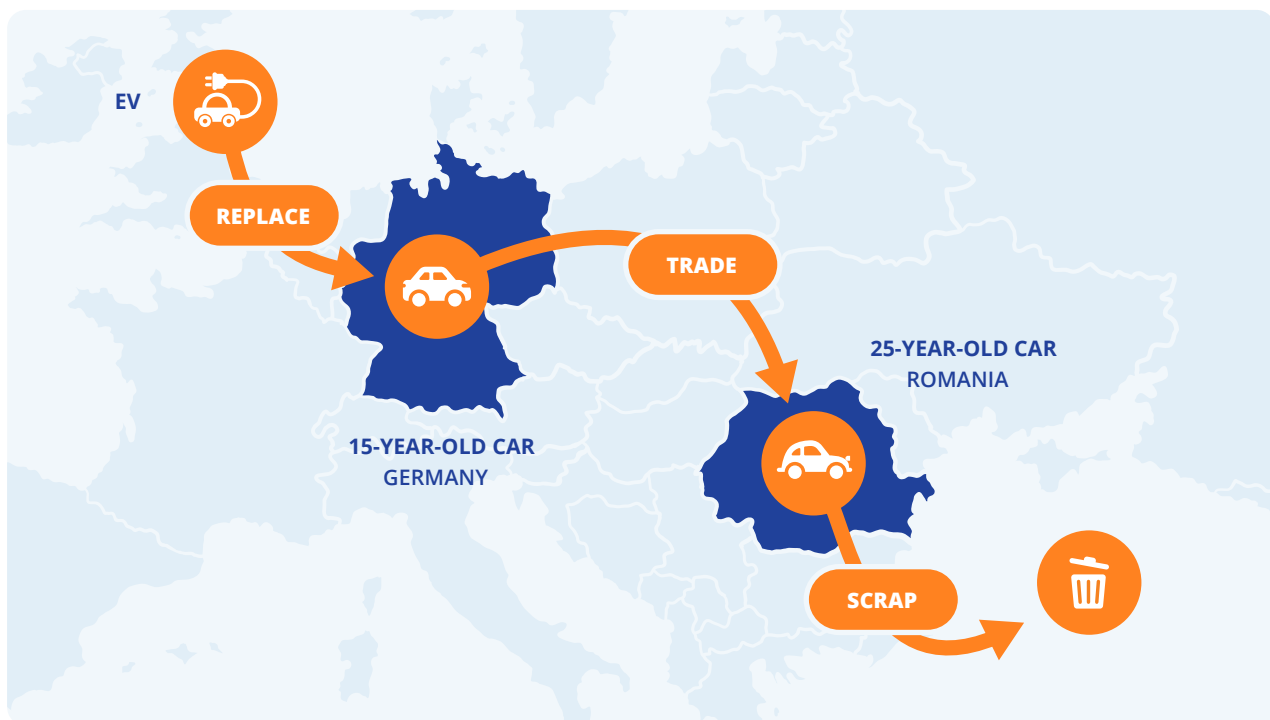 EV
REPLACE
TRADE
25-YEAR-OLD CAR
ROMANIA
15-YEAR-OLD CAR
GERMANY
SCRAP